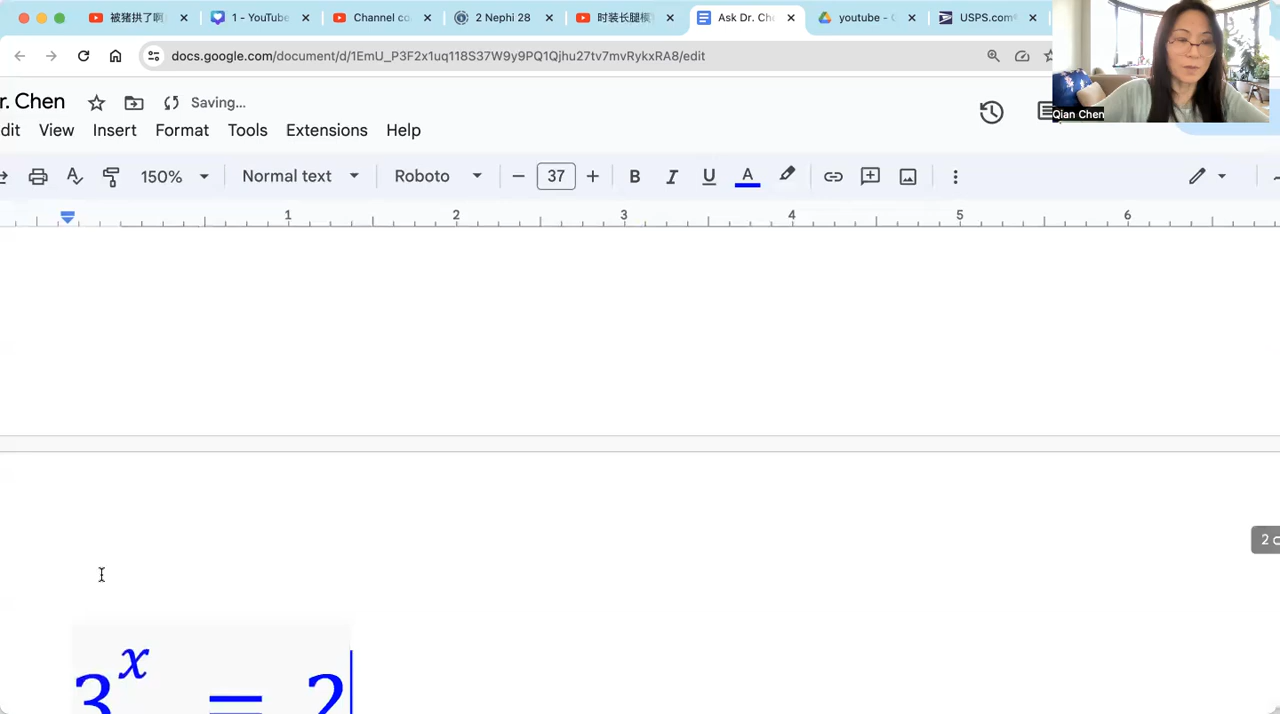 被猪拱了啊
1 - YouTube
Channel co
2 Nephi 28
时装长腿模
Ask Dr. Ch
youtube - G
USPS.com®
docs.google.com/document/d/1EmU_P3F2x1uq118S37W9y9PQ1Qjhu27tv7mvRykxRA8/edit
r. Chen
Saving...
Qian Chen
dit View Insert Format Tools Extensions Help
150% Normal text Roboto − 37 + B I U A
1 2 3 4 5 6
2 o
3^x = 2